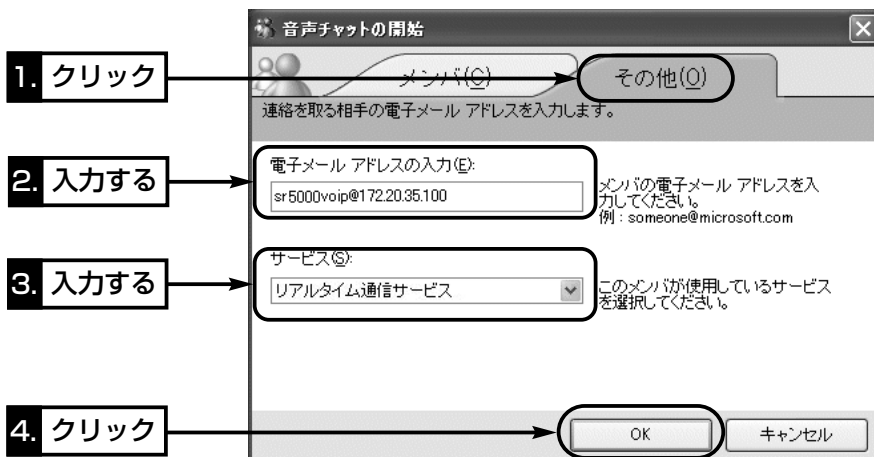 音声チャットの開始
1. クリック
メンバ(C)
その他(O)
連絡を取る相手の電子メール アドレスを入力します。
2. 入力する
電子メール アドレスの入力(E):
sr5000voip@172.20.35.100
メンバの電子メール アドレスを入
力してください。
例 : someone@microsoft.com
3. 入力する
サービス(S):
リアルタイム通信サービス
このメンバが使用しているサービス
を選択してください。
4. クリック
OK
キャンセル